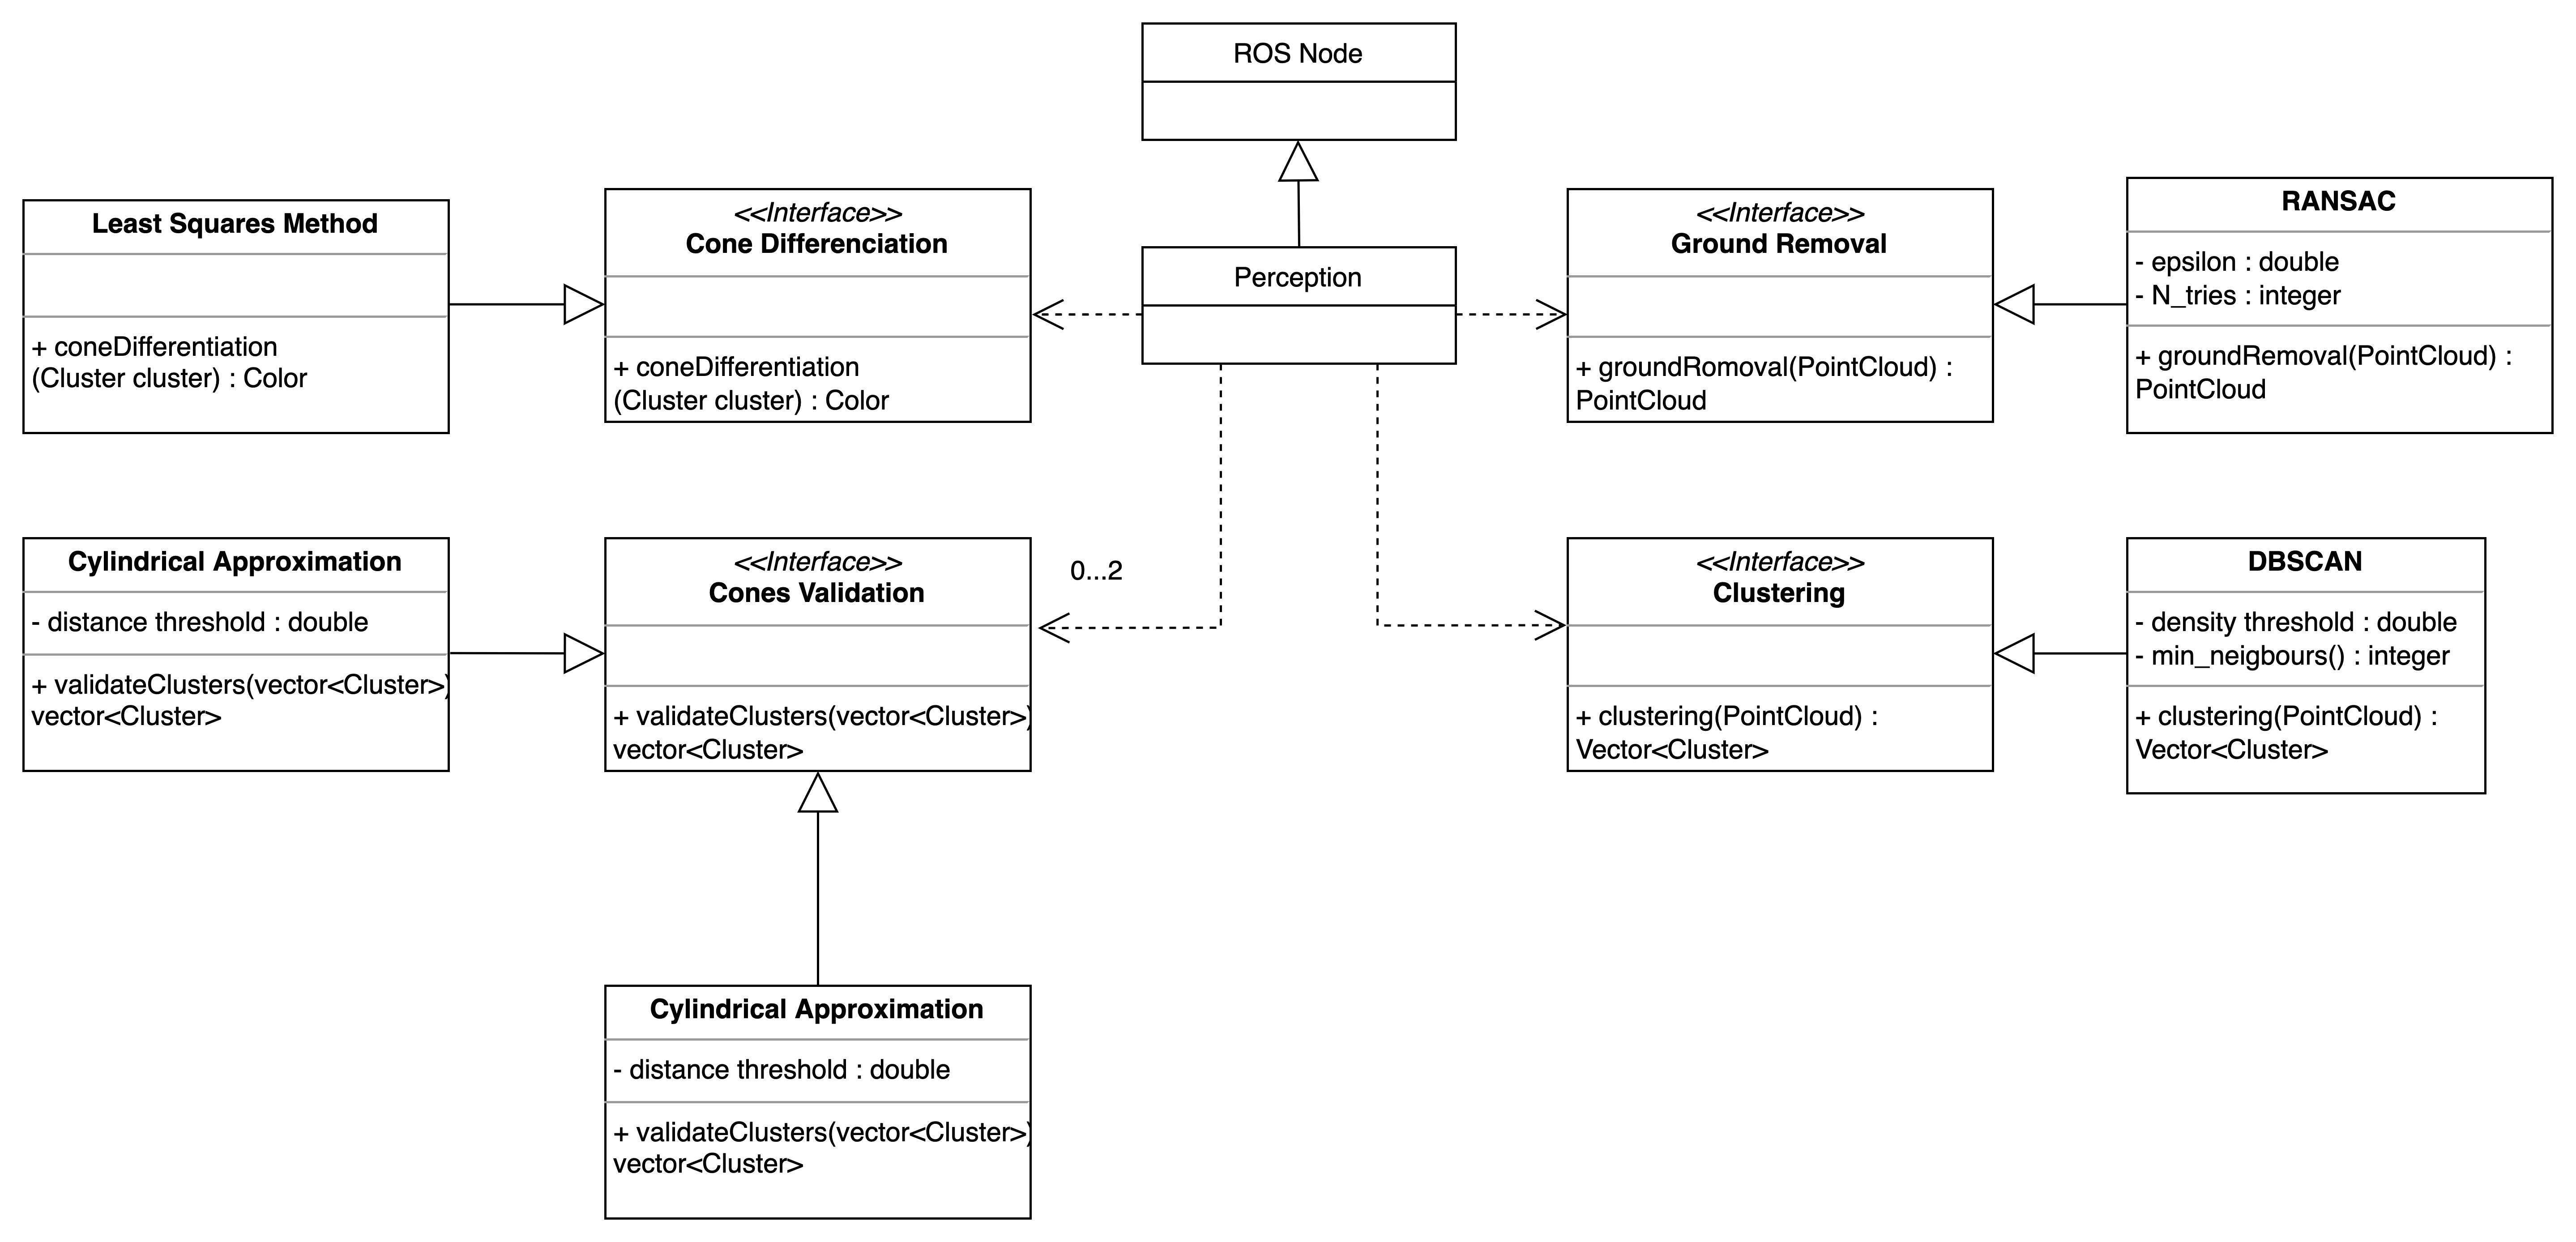 ROS Node
Perception
Least Squares Method
+ coneDifferentiation
(Cluster cluster) : Color
<<Interface>>
Cone Differenciation
+ coneDifferentiation
(Cluster cluster) : Color
<<Interface>>
Ground Removal
+ groundRomoval(PointCloud) :
PointCloud
RANSAC
- epsilon : double
- N_tries : integer
+ groundRemoval(PointCloud) :
PointCloud
Cylindrical Approximation
- distance threshold : double
+ validateClusters(vector<Cluster>)
vector<Cluster>
<<Interface>>
Cones Validation
+ validateClusters(vector<Cluster>)
vector<Cluster>
0...2
<<Interface>>
Clustering
+ clustering(PointCloud) :
Vector<Cluster>
DBSCAN
- density threshold : double
- min_neigbours() : integer
+ clustering(PointCloud) :
Vector<Cluster>
Cylindrical Approximation
- distance threshold : double
+ validateClusters(vector<Cluster>)
vector<Cluster>